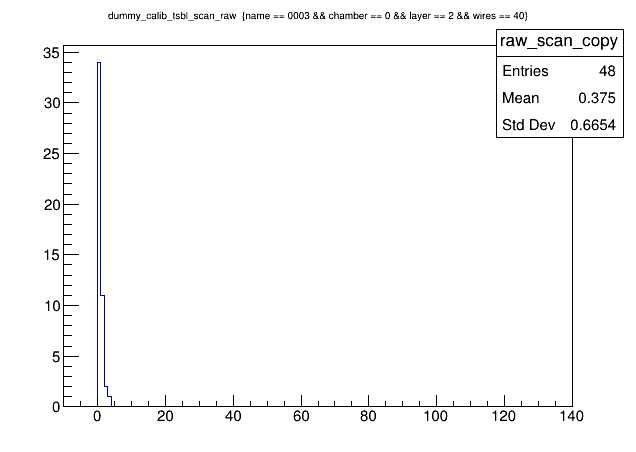 dummy_calib_tsbl_scan_raw {name == 0003 && chamber == 0 && layer == 2 && wires == 40}
raw_scan_copy
Entries 48
Mean 0.375
Std Dev 0.6654
35
30
25
20
15
10
5
0
0 20 40 60 80 100 120 140